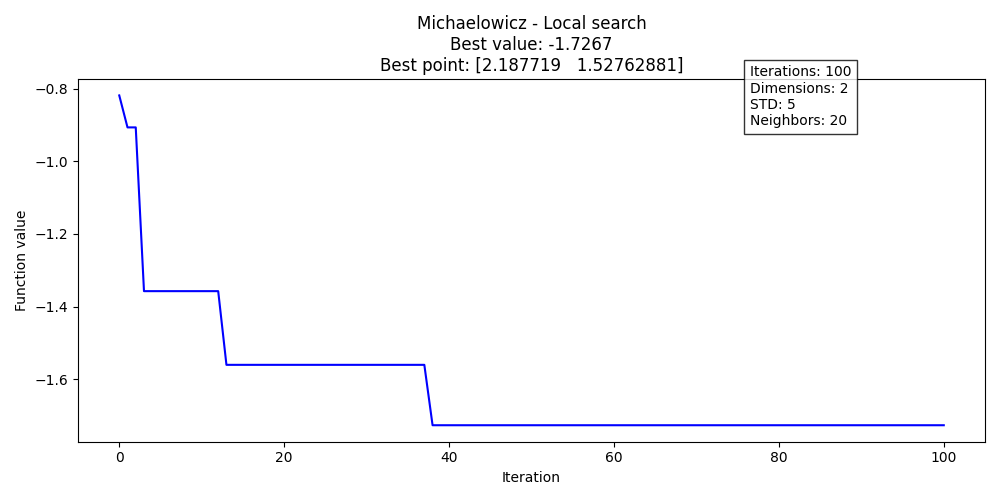 Michaelowicz - Local search
Best value: -1.7267
Best point: [2.187719   1.52762881]
Iterations: 100
Dimensions: 2
STD: 5
Neighbors: 20
Function value
−0.8
−1.0
−1.2
−1.4
−1.6
0
20
40
60
80
100
Iteration